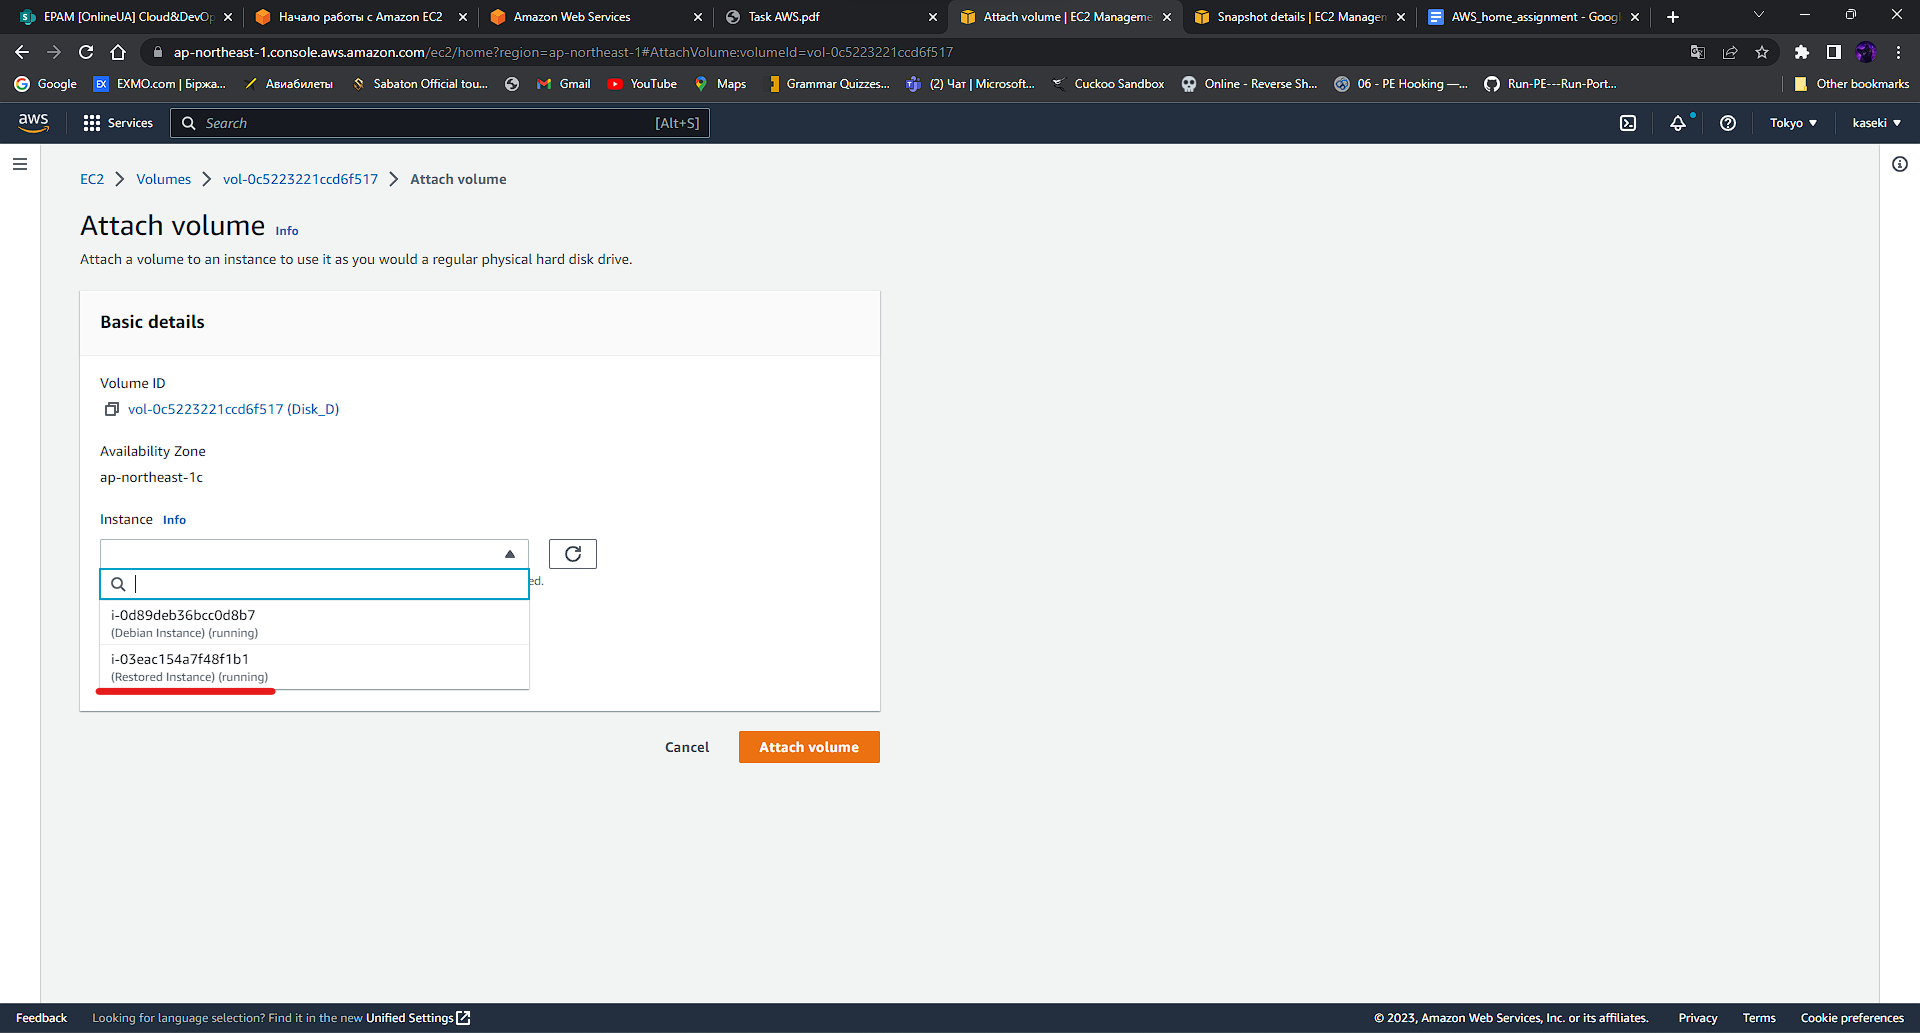 EPAM [OnlineUA] Cloud&DevOp
Начало работы с Amazon EC2
Amazon Web Services
Task AWS.pdf
Attach volume | EC2 Manageme
Snapshot details | EC2 Managem
AWS_home_assignment - Googl
ap-northeast-1.console.aws.amazon.com/ec2/home?region=ap-northeast-1#AttachVolume:volumeId=vol-0c5223221ccd6f517
Google
EX
EXMO.com | Біржа...
Авиабилеты
Sabaton Official tou...
Gmail
YouTube
Maps
Grammar Quizzes...
(2) Чат | Microsoft...
Cuckoo Sandbox
Online - Reverse Sh...
06 - PE Hooking —...
Run-PE---Run-Port...
Other bookmarks
aws
Services
Search
[Alt+S]
Tokyo
kaseki
EC2
Volumes
vol-0c5223221ccd6f517
Attach volume
Attach volume Info
Attach a volume to an instance to use it as you would a regular physical hard disk drive.
Basic details
Volume ID
vol-0c5223221ccd6f517 (Disk_D)
Availability Zone
ap-northeast-1c
Instance Info
ed.
i-0d89deb36bcc0d8b7
(Debian Instance) (running)
i-03eac154a7f48f1b1
(Restored Instance) (running)
Cancel
Attach volume
Feedback
Looking for language selection? Find it in the new Unified Settings
© 2023, Amazon Web Services, Inc. or its affiliates.
Privacy
Terms
Cookie preferences